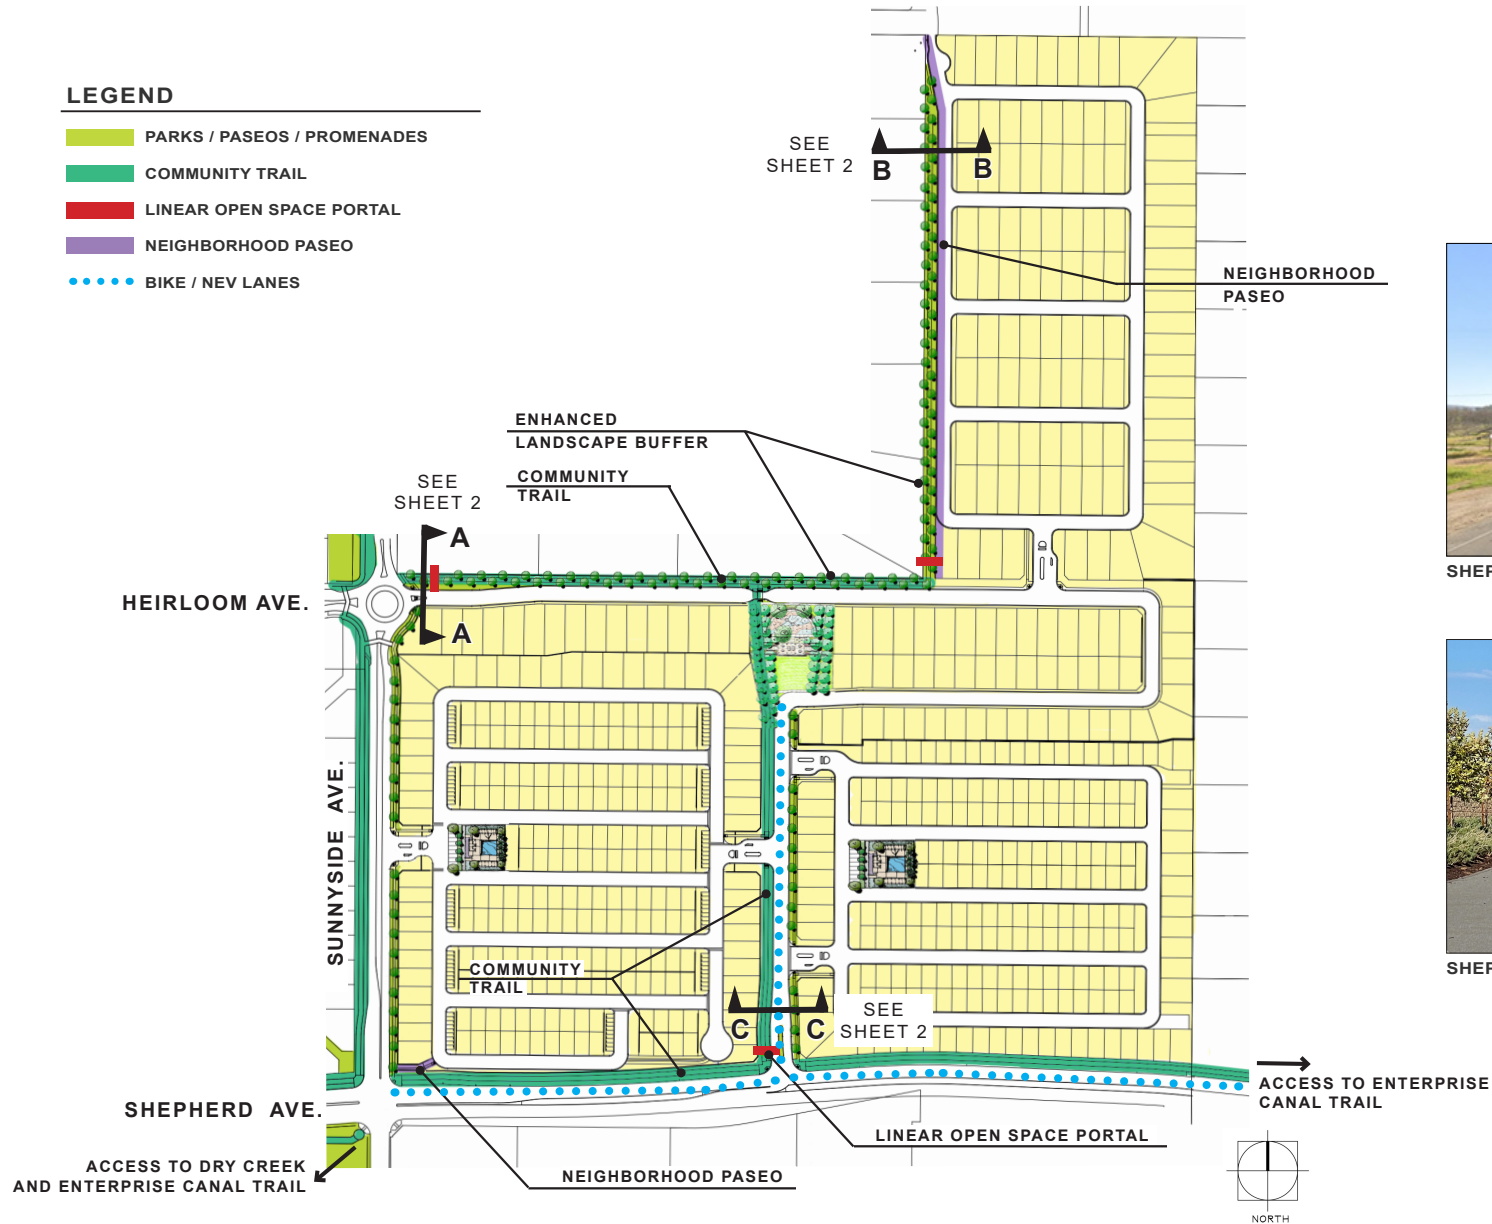 LEGEND
PARKS / PASEOS / PROMENADES
COMMUNITY TRAIL
LINEAR OPEN SPACE PORTAL
NEIGHBORHOOD PASEO
BIKE / NEV LANES
SEE
SHEET 2
B
B
NEIGHBORHOOD
PASEO
ENHANCED
LANDSCAPE BUFFER
COMMUNITY
TRAIL
SEE
SHEET 2
A
A
HEIRLOOM AVE.
SHEP
SUNNYSIDE AVE.
SHEP
COMMUNITY
TRAIL
C
C
SEE
SHEET 2
ACCESS TO ENTERPRISE
CANAL TRAIL
SHEPHERD AVE.
LINEAR OPEN SPACE PORTAL
ACCESS TO DRY CREEK
AND ENTERPRISE CANAL TRAIL
NEIGHBORHOOD PASEO
NORTH